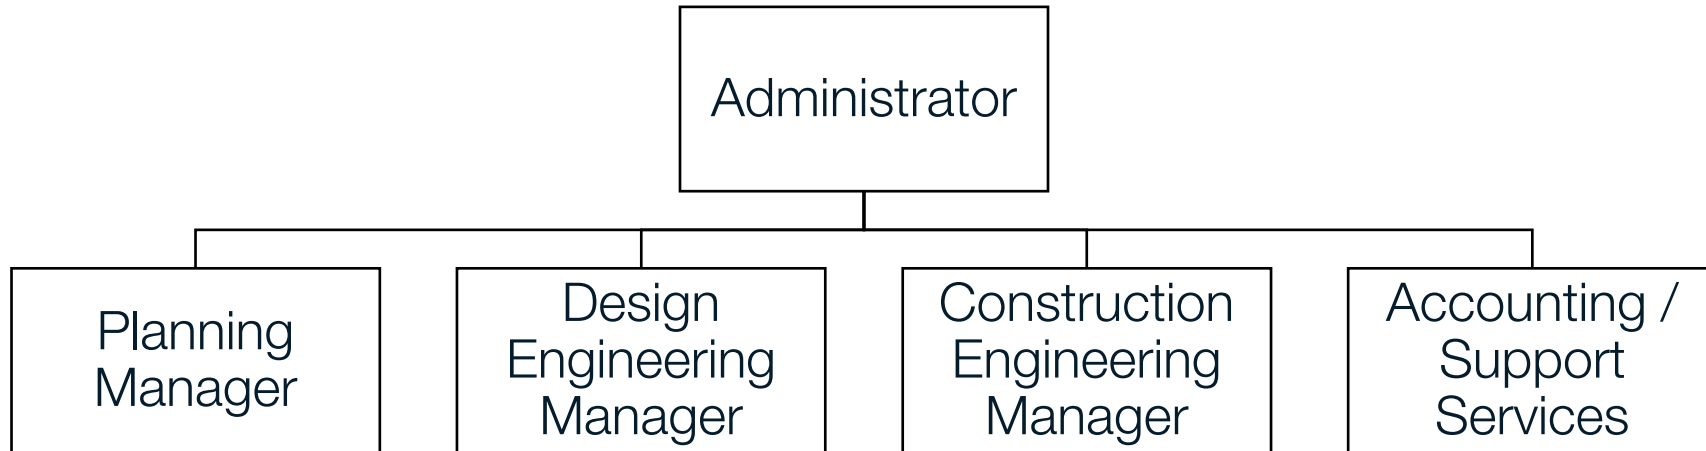 Administrator
Planning
Manager
Design
Engineering
Manager
Construction
Engineering
Manager
Accounting /
Support
Services